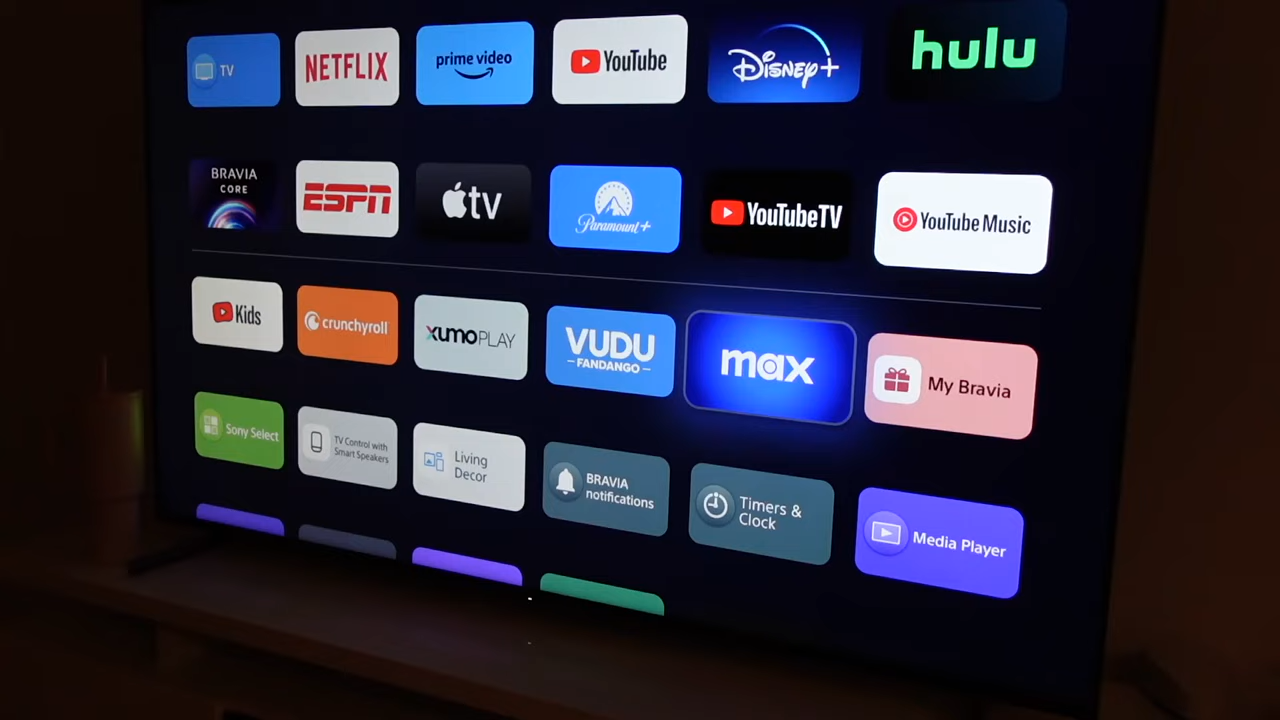 TV
NETFLIX
prime video
YouTube
Disney+
hulu
BRAVIA
CORE
ESPN
tv
Paramount+
YouTubeTV
YouTube Music
Kids
crunchyroll
XUMO PLAY
VUDU
FANDANGO
max
My Bravia
Sony Select
TV Control with
Smart Speakers
Living
Decor
BRAVIA
notifications
Timers &
Clock
Media Player